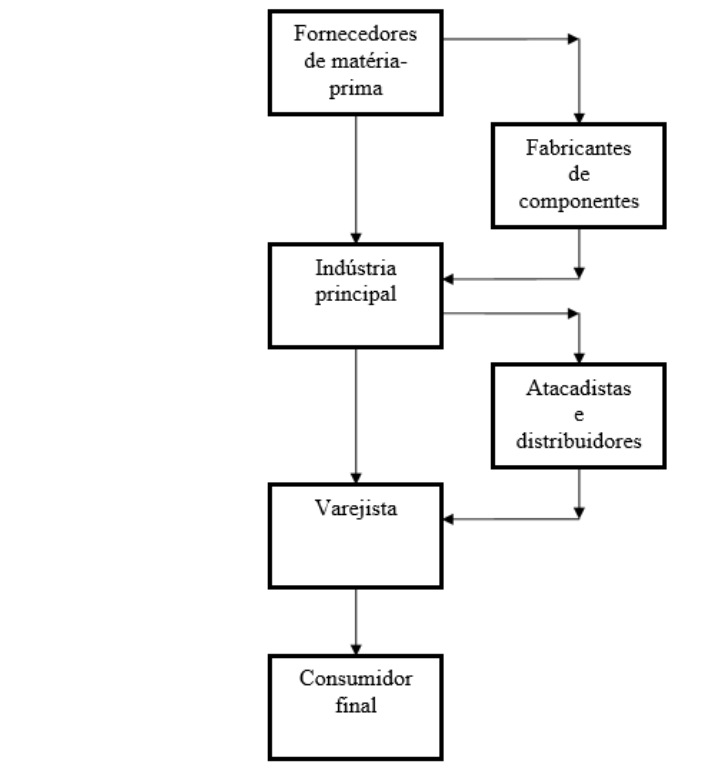 Fornecedores
de matéria-
prima
Fabricantes
de
componentes
Indústria
principal
Atacadistas
e
distribuidores
Varejista
Consumidor
final